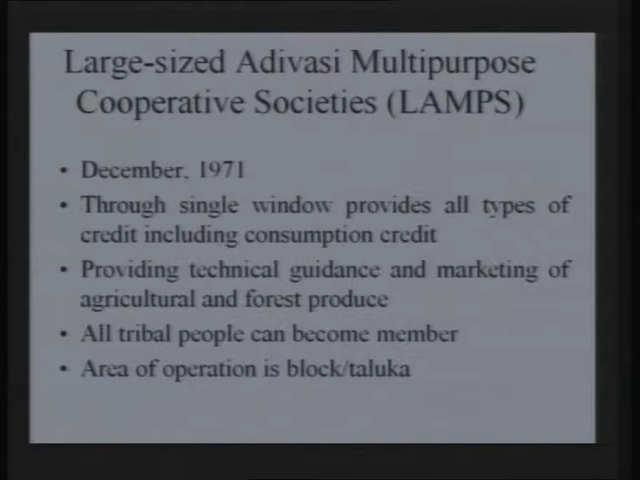 Large-sized Adivasi Multipurpose
Cooperative Societies (LAMPS)
• December, 1971
• Through single window provides all types of
credit including consumption credit
• Providing technical guidance and marketing of
agricultural and forest produce
• All tribal people can become member
• Area of operation is block/taluka